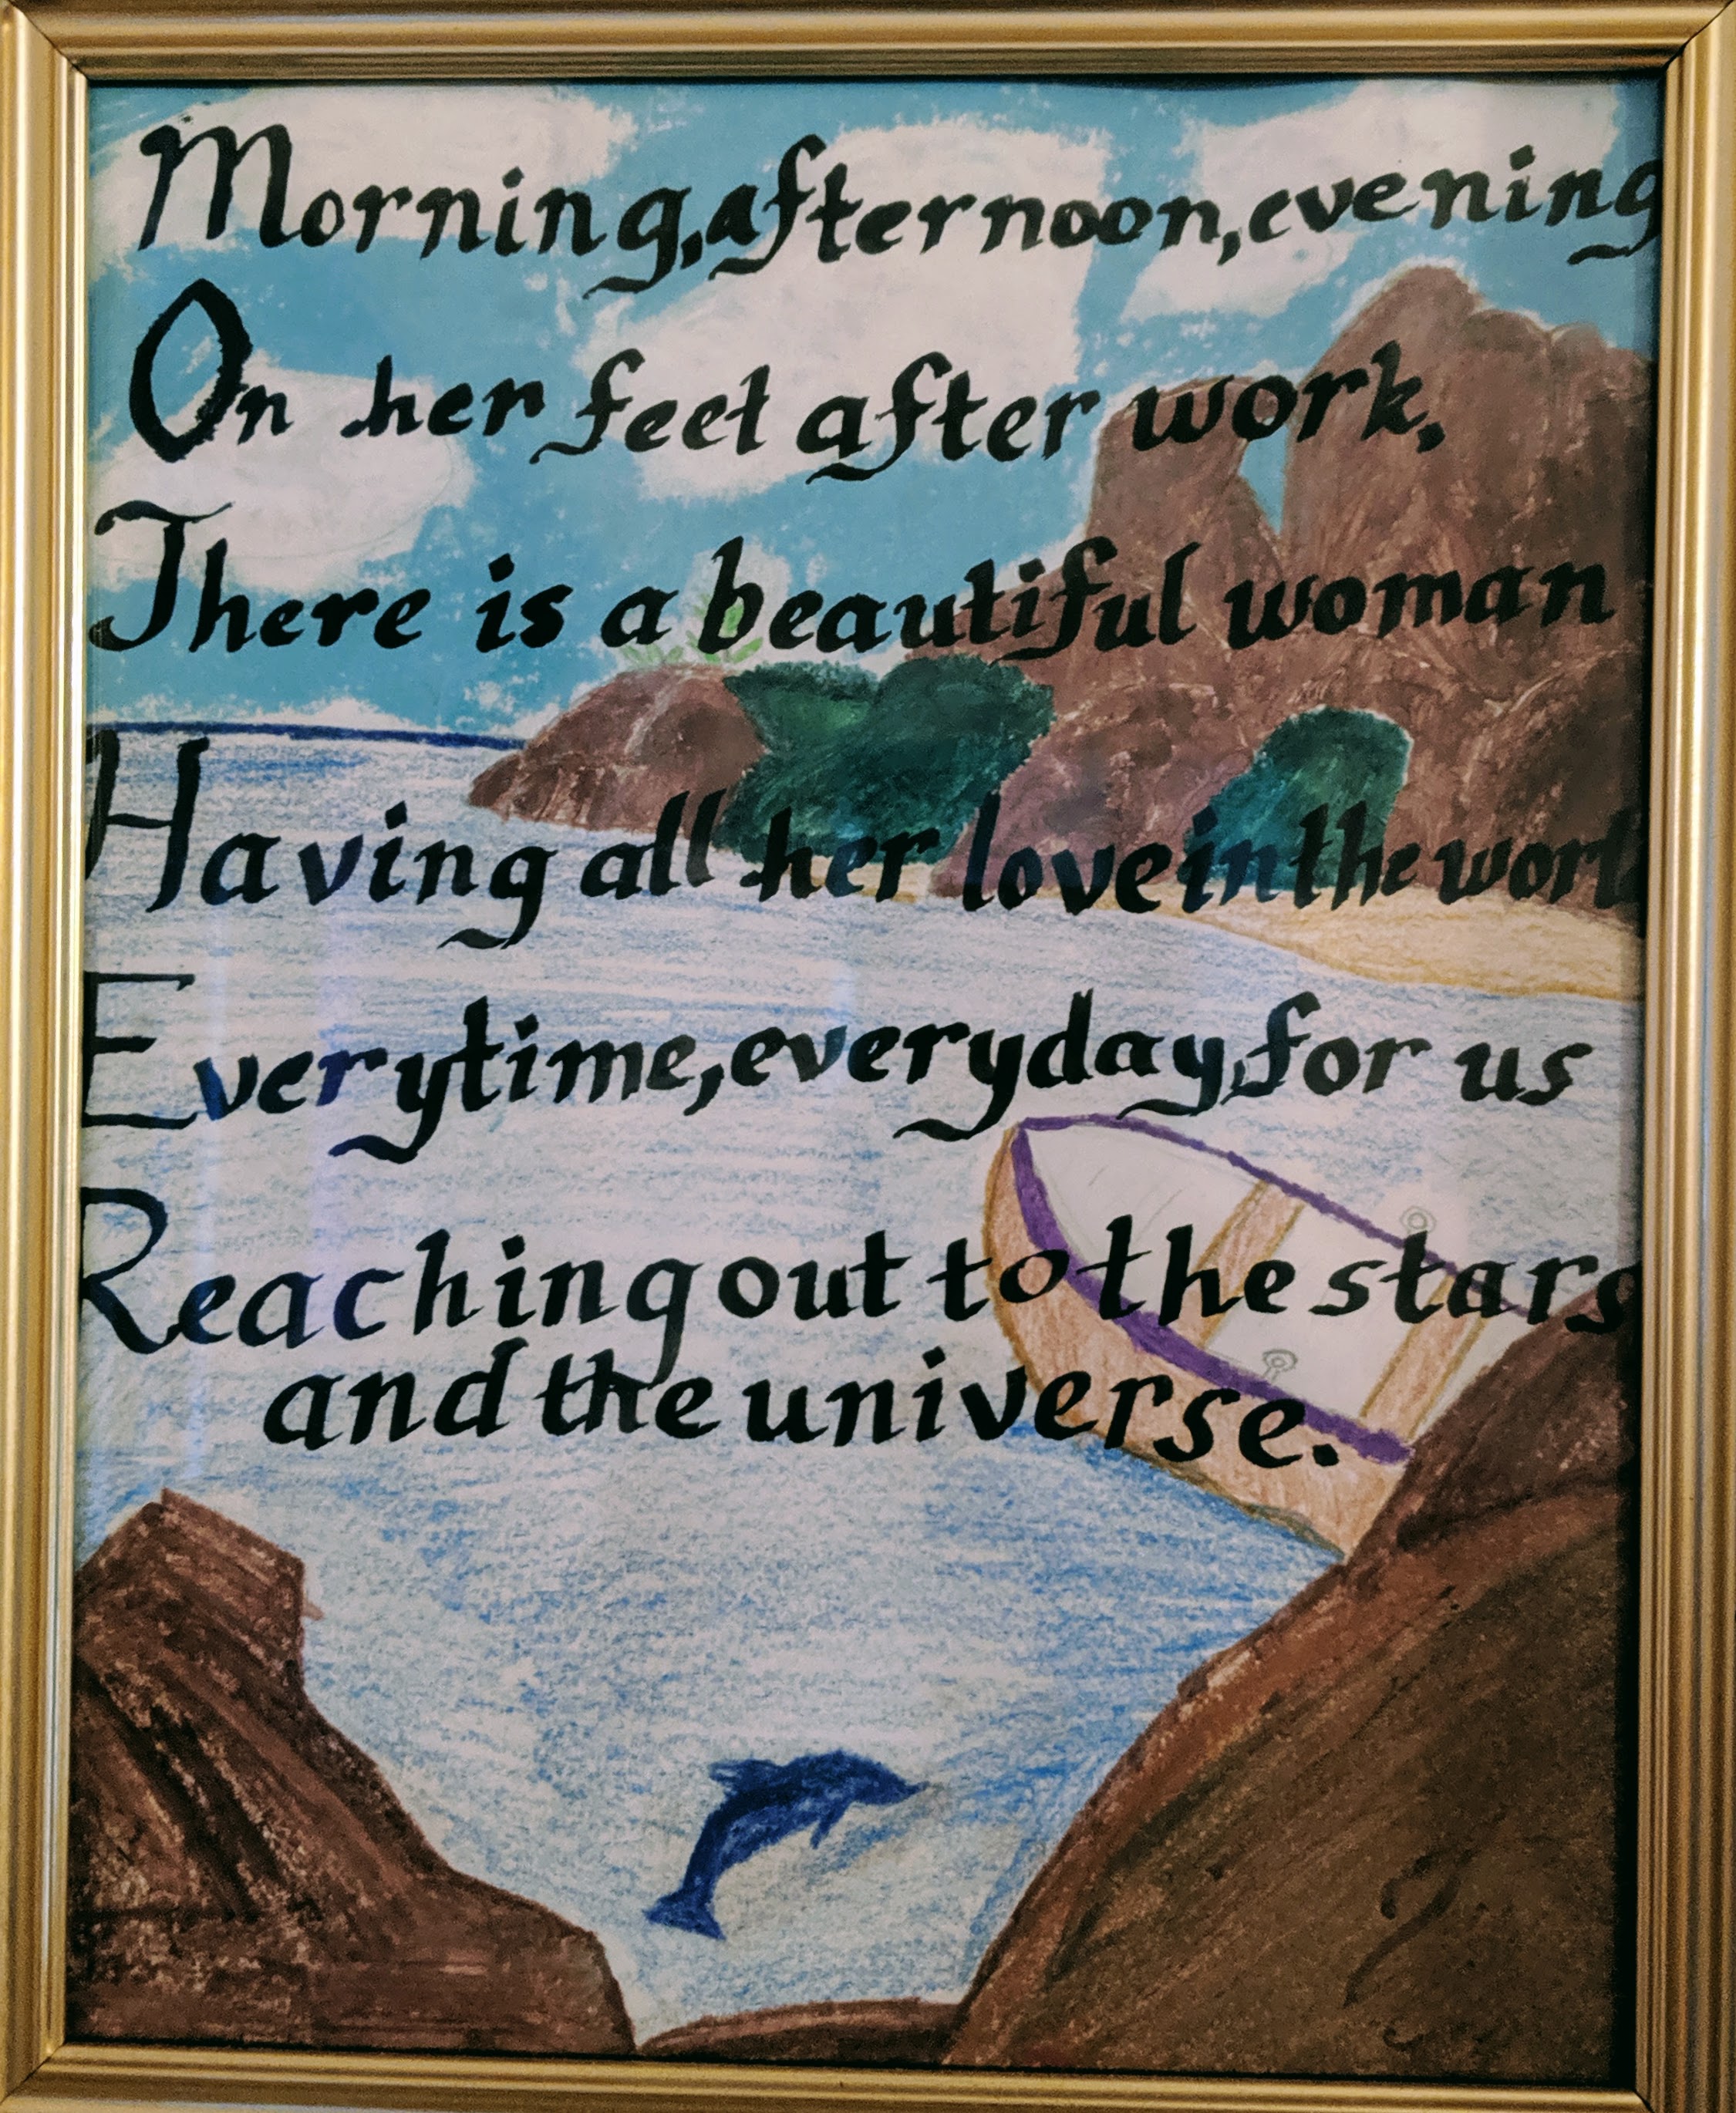 Morning, afternoon, evening
On her feet after work,
There is a beautiful woman
Having all her love in the worl
Everytime, everyday, for us
Reaching out to the stars
and the universe.